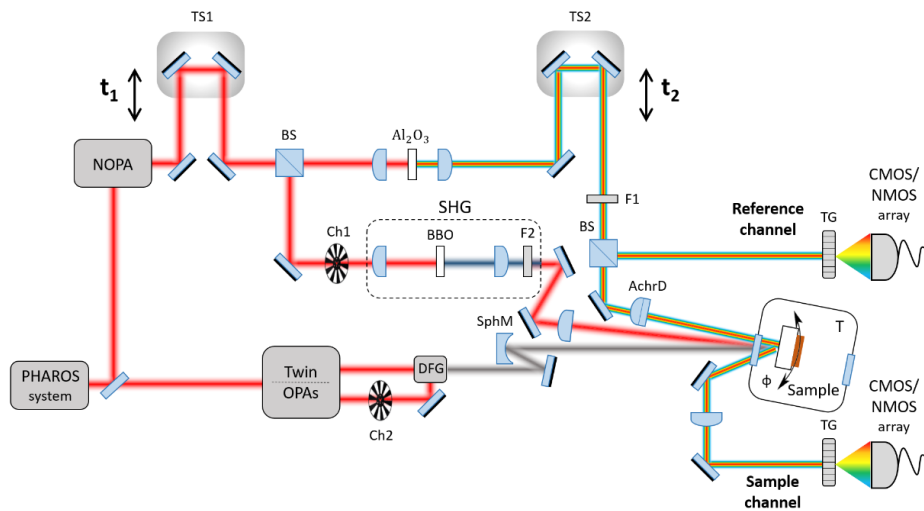 TS1
TS2
t1
t2
BS
Al2O3
NOPA
CMOS/
NMOS
array
F1
SHG
Reference
channel
TG
BS
Ch1
BBO
F2
AchrD
SphM
T
PHAROS
system
Twin
OPAs
DFG
ϕ
Sample
CMOS/
NMOS
array
Ch2
TG
Sample
channel